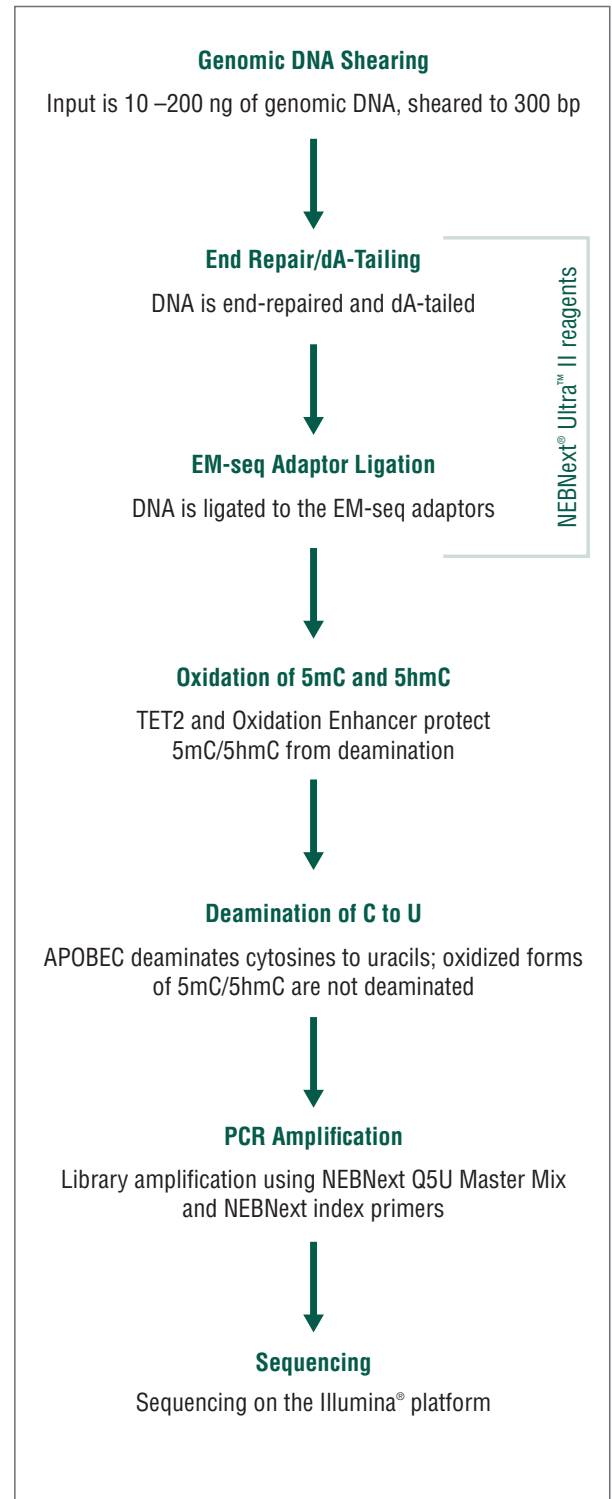 Genomic DNA Shearing
Input is 10 –200 ng of genomic DNA, sheared to 300 bp
End Repair/dA-Tailing
DNA is end-repaired and dA-tailed
EM-seq Adaptor Ligation
DNA is ligated to the EM-seq adaptors
NEBNext® Ultra™ II reagents
Oxidation of 5mC and 5hmC
TET2 and Oxidation Enhancer protect
5mC/5hmC from deamination
Deamination of C to U
APOBEC deaminates cytosines to uracils; oxidized forms
of 5mC/5hmC are not deaminated
PCR Amplification
Library amplification using NEBNext Q5U Master Mix
and NEBNext index primers
Sequencing
Sequencing on the Illumina® platform